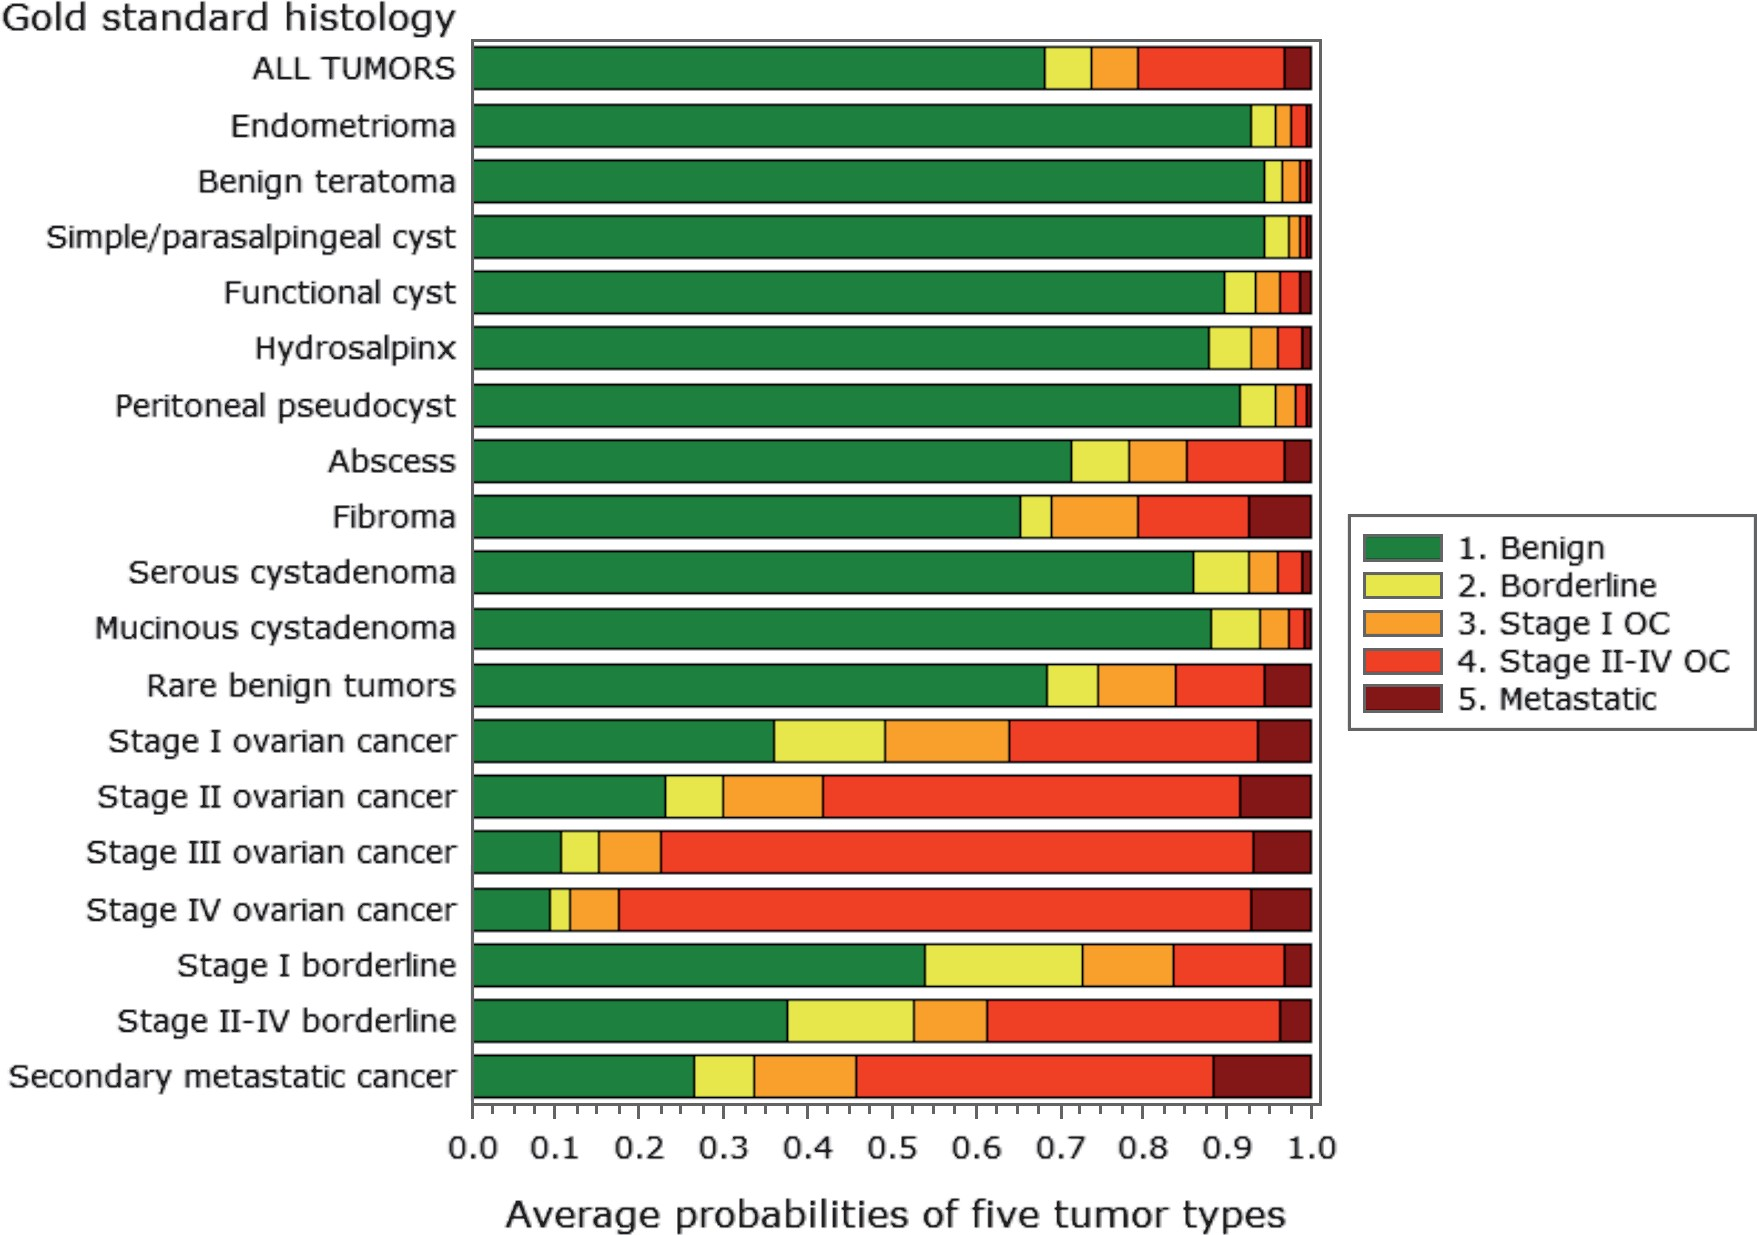 Gold standard histology
ALL TUMORS
Endometrioma
Benign teratoma
Simple/parasalpingeal cyst
Functional cyst
Hydrosalpinx
Peritoneal pseudocyst
Abscess
Fibroma
Serous cystadenoma
Mucinous cystadenoma
Rare benign tumors
Stage I ovarian cancer
Stage II ovarian cancer
Stage III ovarian cancer
Stage IV ovarian cancer
Stage I borderline
Stage II-IV borderline
Secondary metastatic cancer
0.0 0.1 0.2 0.3 0.4 0.5 0.6 0.7 0.8 0.9 1.0
Average probabilities of five tumor types
1. Benign
2. Borderline
3. Stage I OC
4. Stage II-IV OC
5. Metastatic